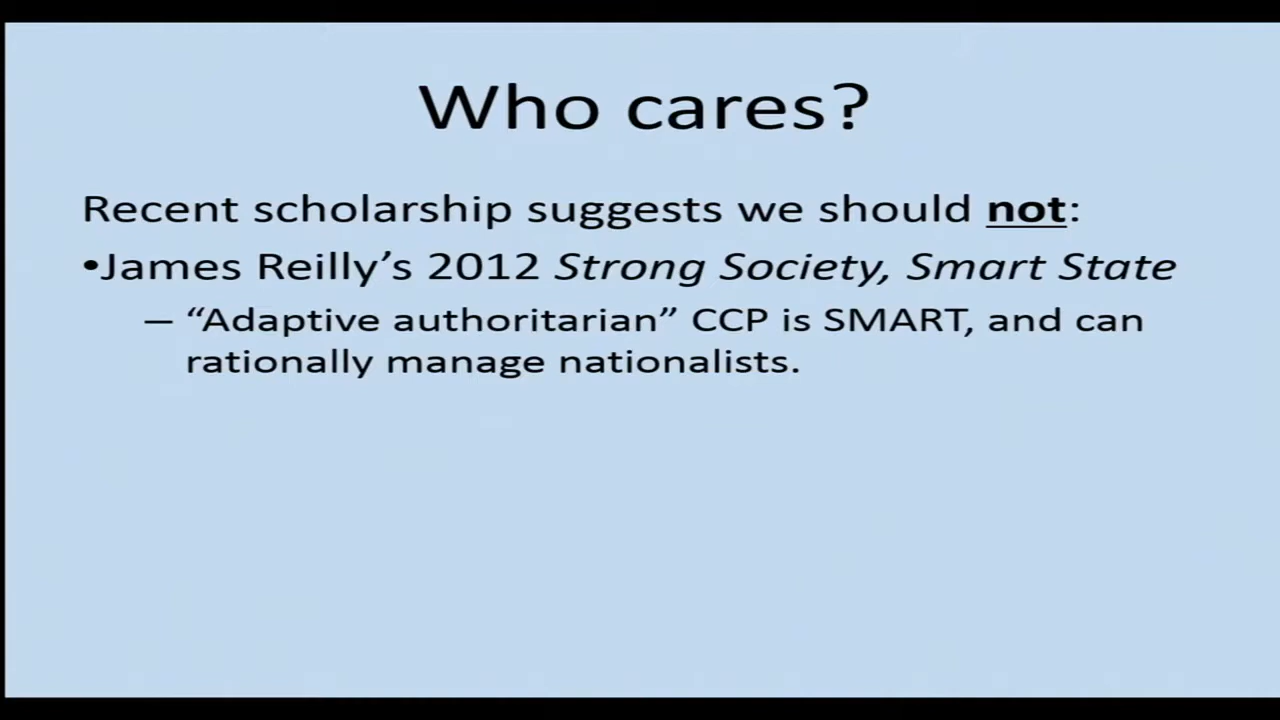 Who cares?
Recent scholarship suggests we should not:
•James Reilly’s 2012 Strong Society, Smart State
– “Adaptive authoritarian” CCP is SMART, and can
rationally manage nationalists.